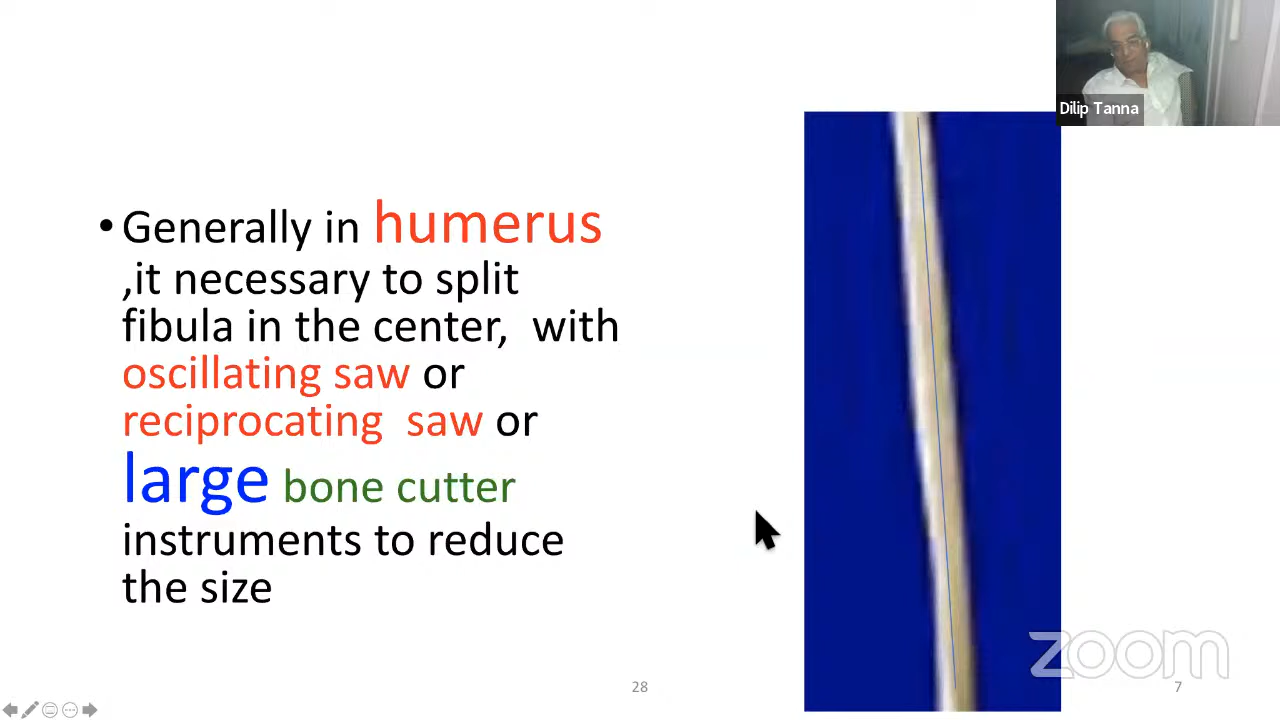 Dilip Tanna
• Generally in humerus
,it necessary to split
fibula in the center,  with
oscillating saw or
reciprocating  saw or
large bone cutter
instruments to reduce
the size
zoom
28
7